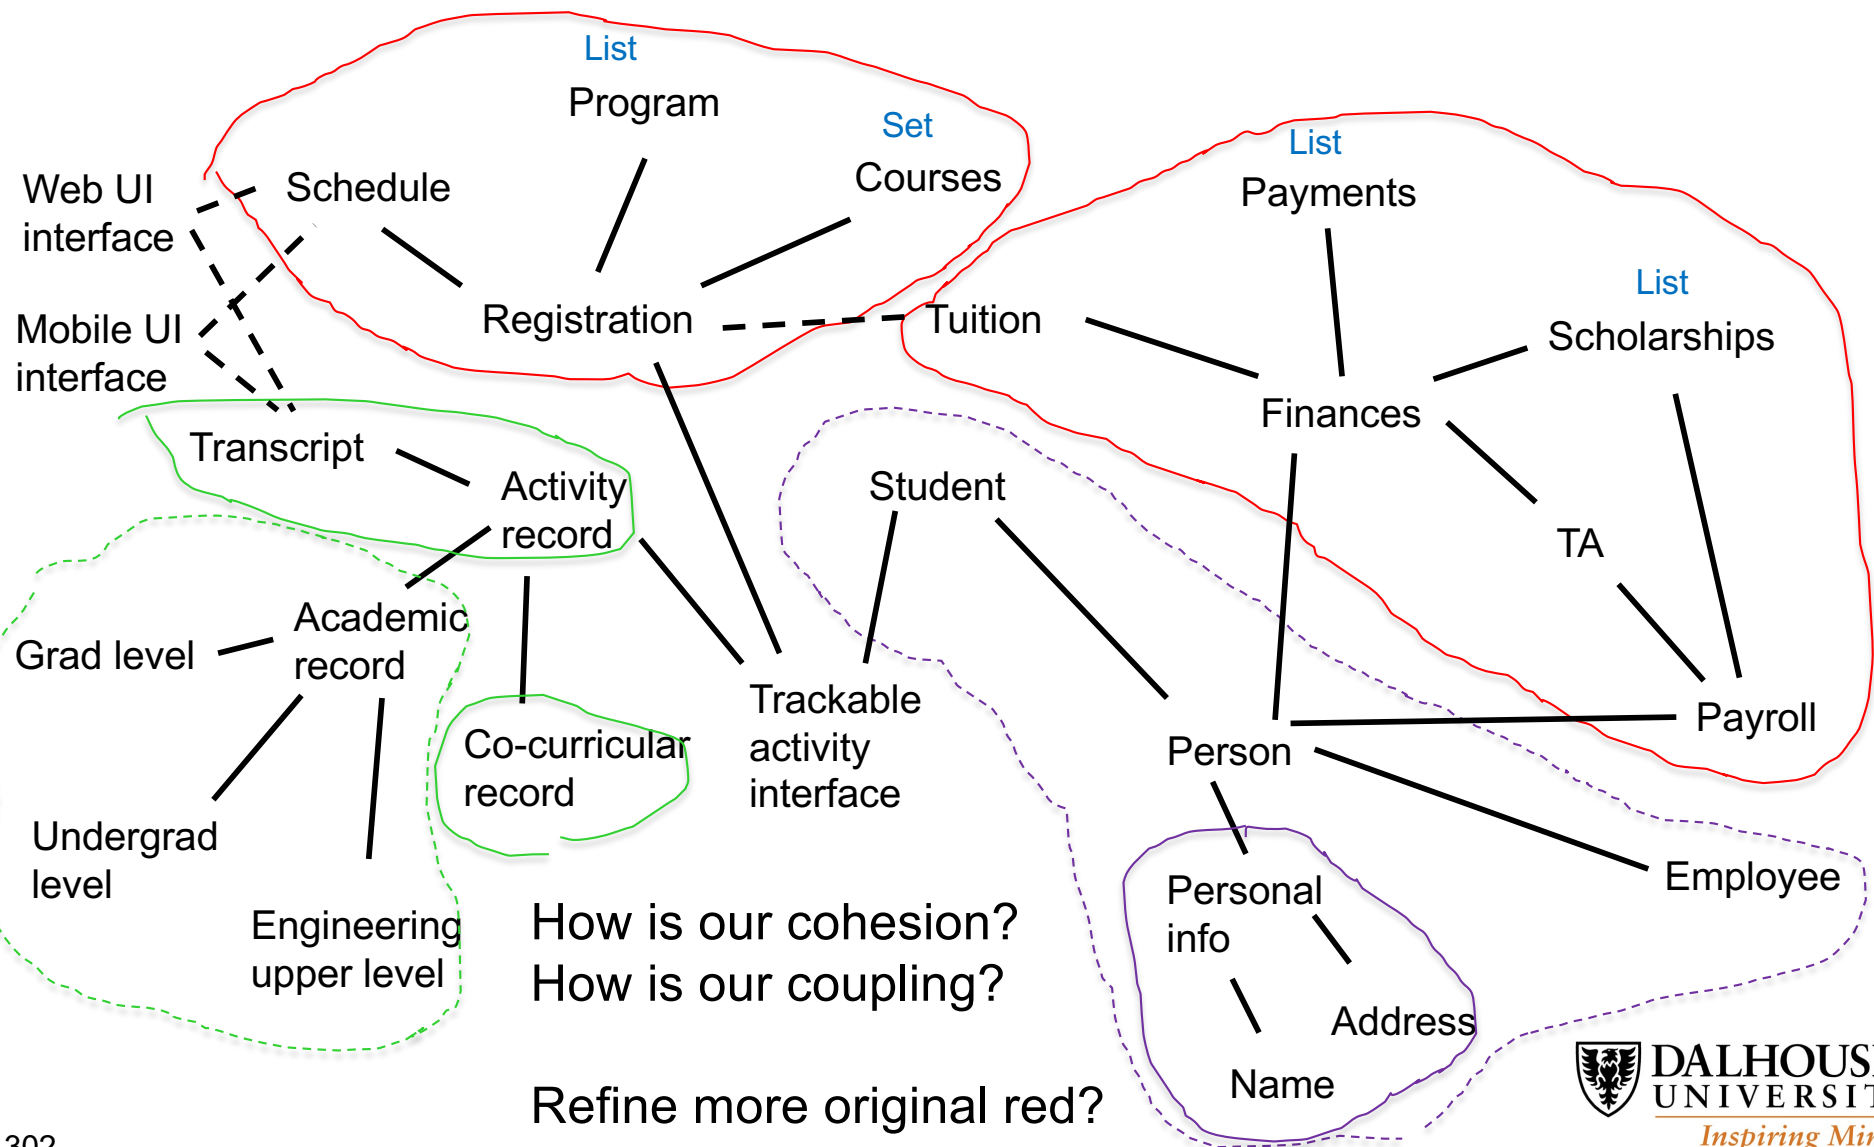 List
Program
Set
Courses
List
Payments
Web UI
interface
Schedule
List
Scholarships
Mobile UI
interface
Registration
Tuition
Finances
Transcript
Activity
record
Student
TA
Academic
record
Grad level
Trackable
activity
interface
Payroll
Person
Co-curricular
record
Undergrad
level
Personal
info
Employee
Engineering
upper level
How is our cohesion?
How is our coupling?
Address
Name
Refine more original red?
DALHOUSI
UNIVERSIT
Inspiring Min
302